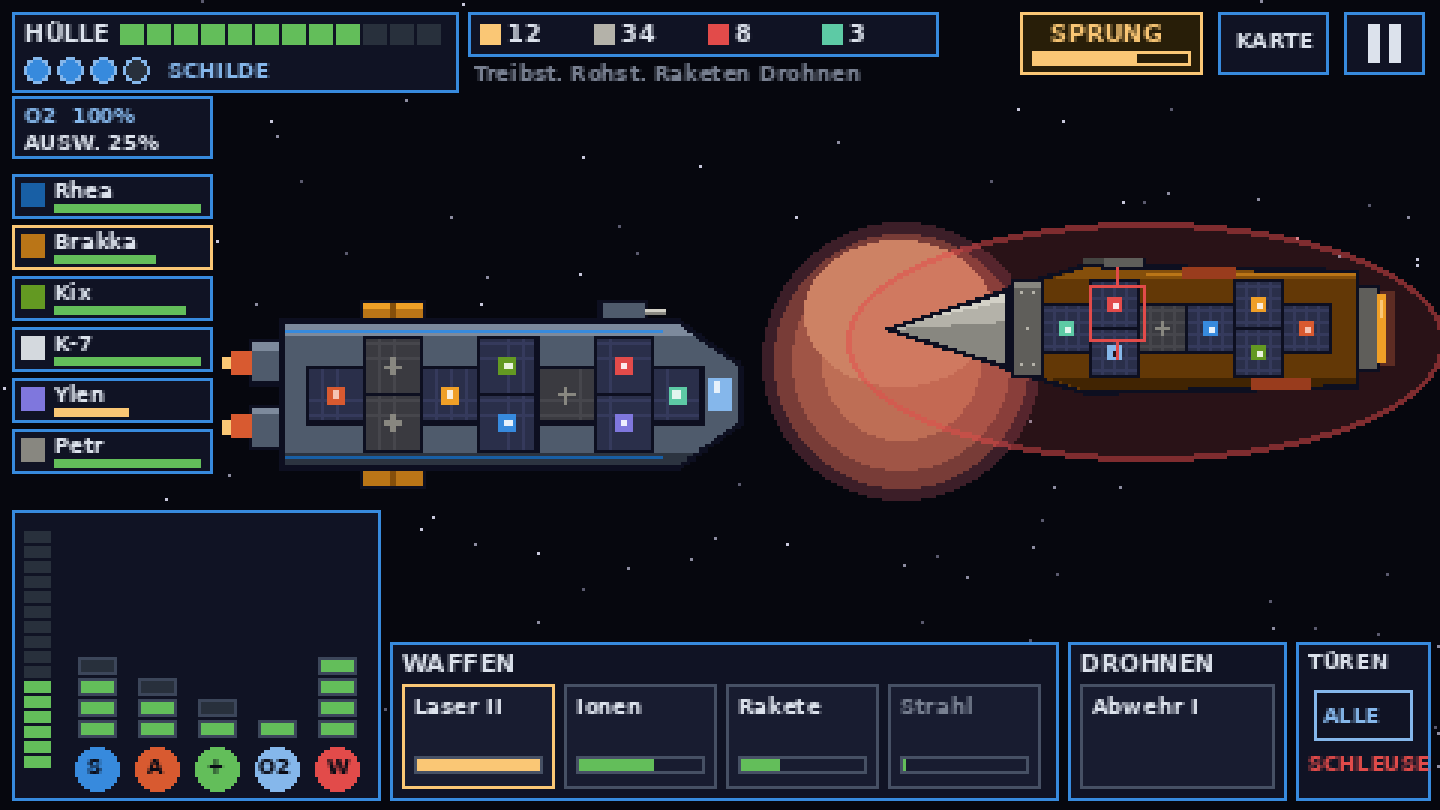 HÜLLE
SCHILDE
12 34 8 3
Treibst. Rohst. Raketen Drohnen
SPRUNG
KARTE
O2 100%
AUSW. 25%
Rhea
Brakka
Kix
K-7
Ylen
Petr
S A + O2 W
WAFFEN
Laser II
Ionen
Rakete
Strahl
DROHNEN
Abwehr I
TÜREN
ALLE
SCHLEUSE